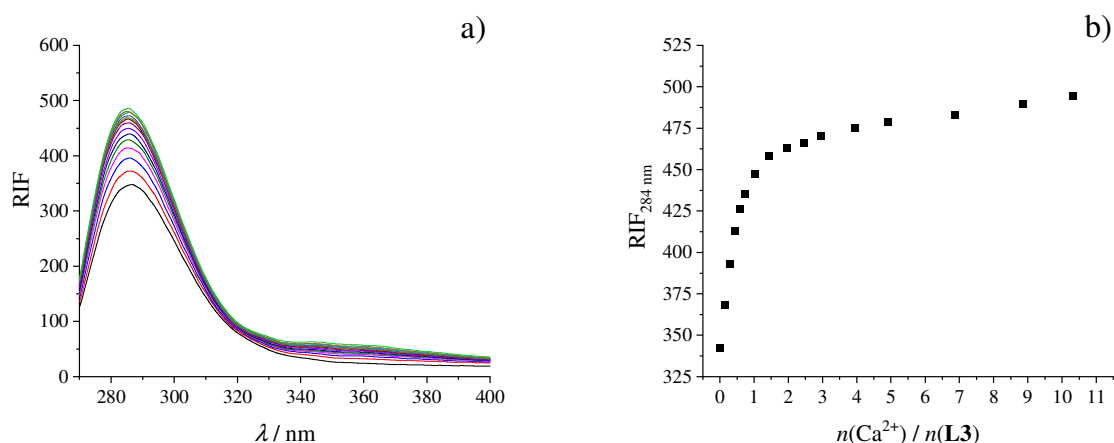 a)
600
500
400
300
200
100
0
RIF
280 300 320 340 360 380 400
λ / nm
b)
525
500
475
450
425
400
375
350
325
RIF₂₈₄ ₙₘ
0 1 2 3 4 5 6 7 8 9 10 11
n(Ca²⁺) / n(L3)